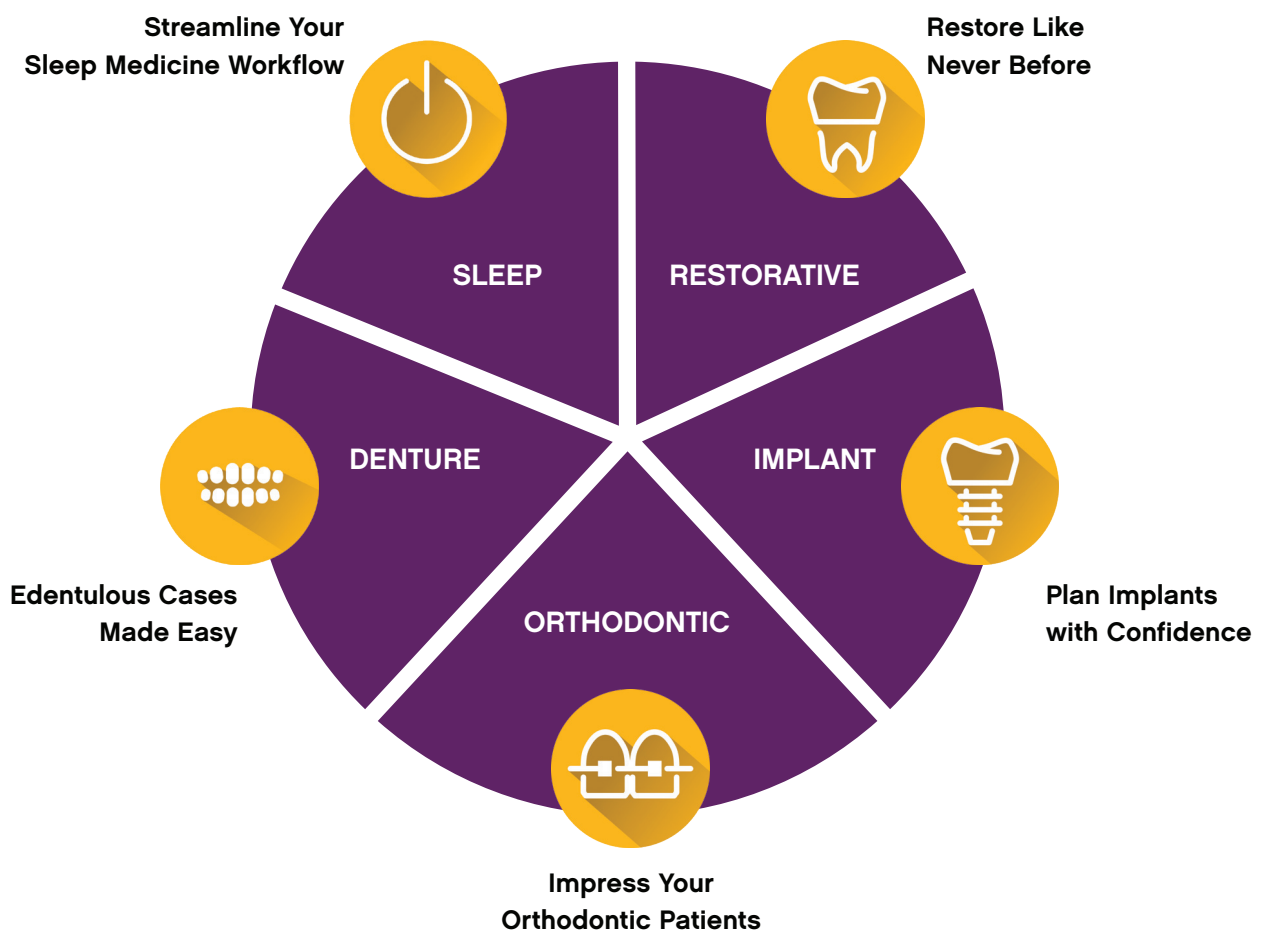 Streamline Your
Sleep Medicine Workflow
Restore Like
Never Before
SLEEP
RESTORATIVE
DENTURE
IMPLANT
Edentulous Cases
Made Easy
Plan Implants
with Confidence
ORTHODONTIC
Impress Your
Orthodontic Patients